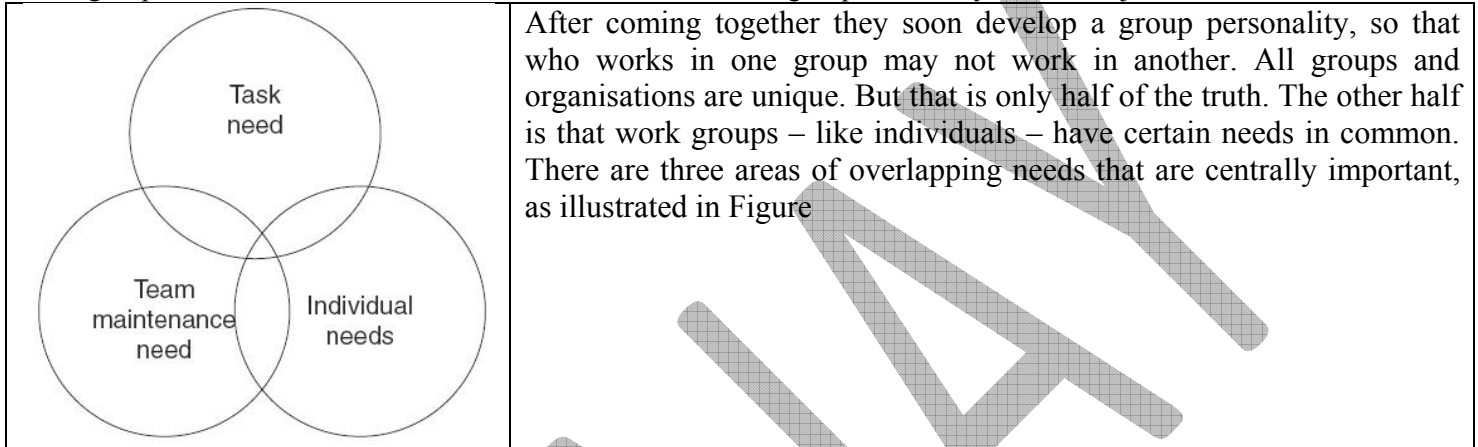 Task
need
Team
maintenance
need
Individual
needs
After coming together they soon develop a group personality, so that
who works in one group may not work in another. All groups and
organisations are unique. But that is only half of the truth. The other half
is that work groups – like individuals – have certain needs in common.
There are three areas of overlapping needs that are centrally important,
as illustrated in Figure